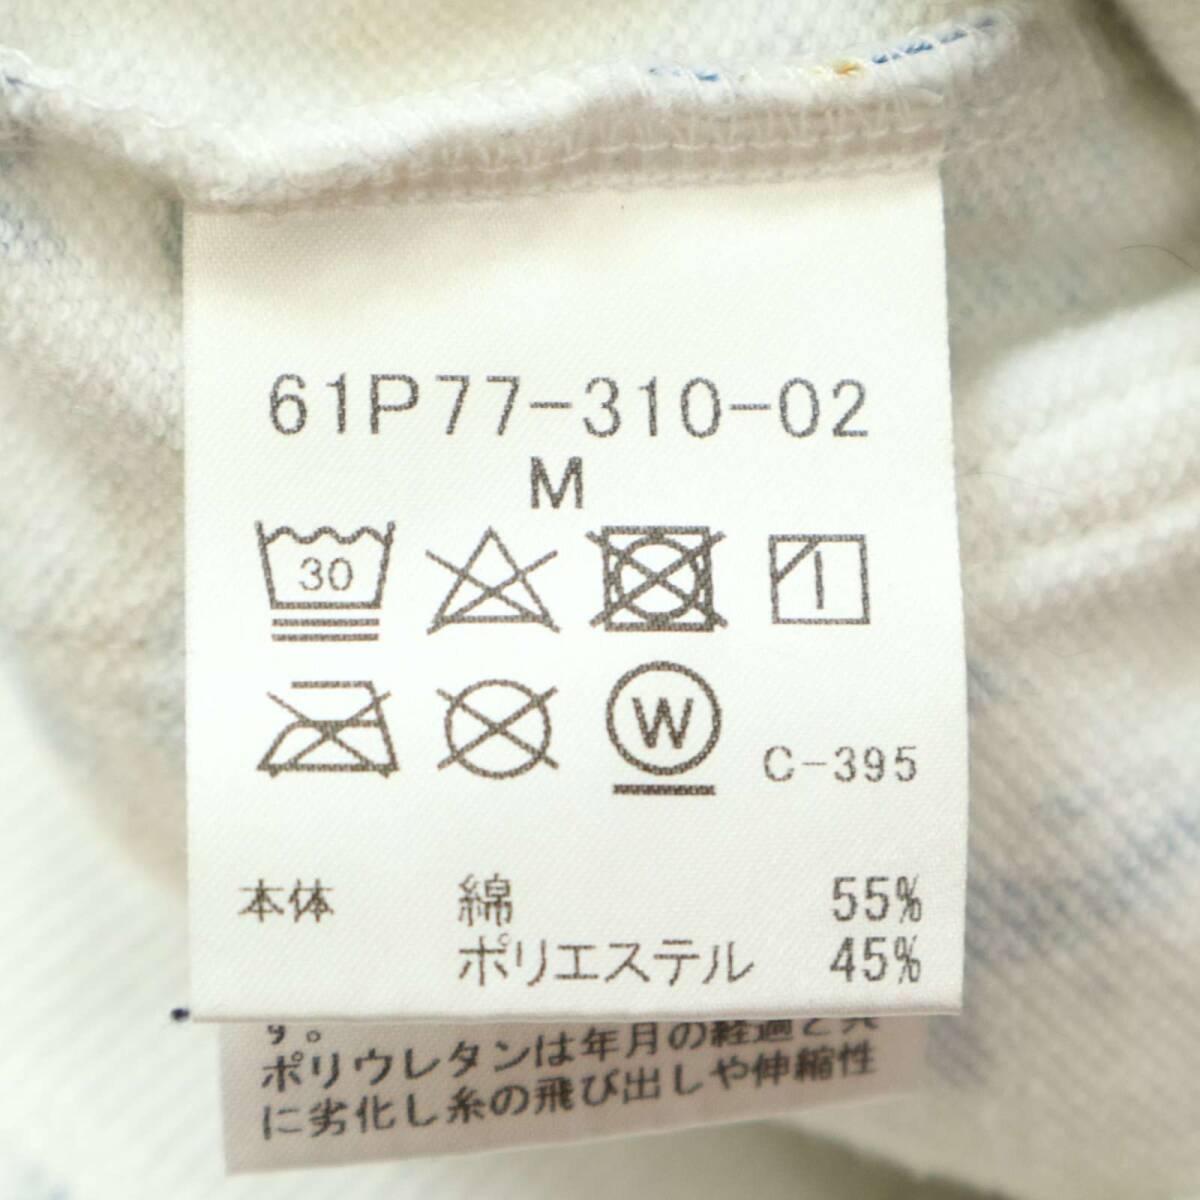 61P77-310-02
M
30
W
C-395
本体 綿 55%
ポリエステル 45%
す。
ポリウレタンは年月の経過と共
に劣化し糸の飛び出しや伸縮性